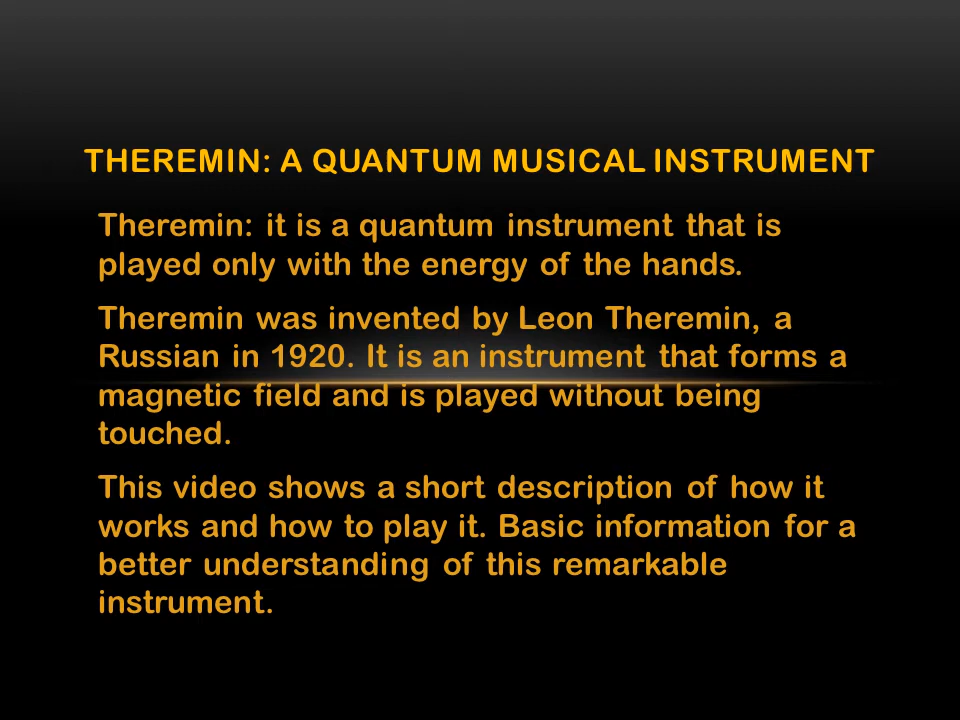 THEREMIN: A QUANTUM MUSICAL INSTRUMENT
Theremin: it is a quantum instrument that is
played only with the energy of the hands.
Theremin was invented by Leon Theremin, a
Russian in 1920. It is an instrument that forms a
magnetic field and is played without being
touched.
This video shows a short description of how it
works and how to play it. Basic information for a
better understanding of this remarkable
instrument.